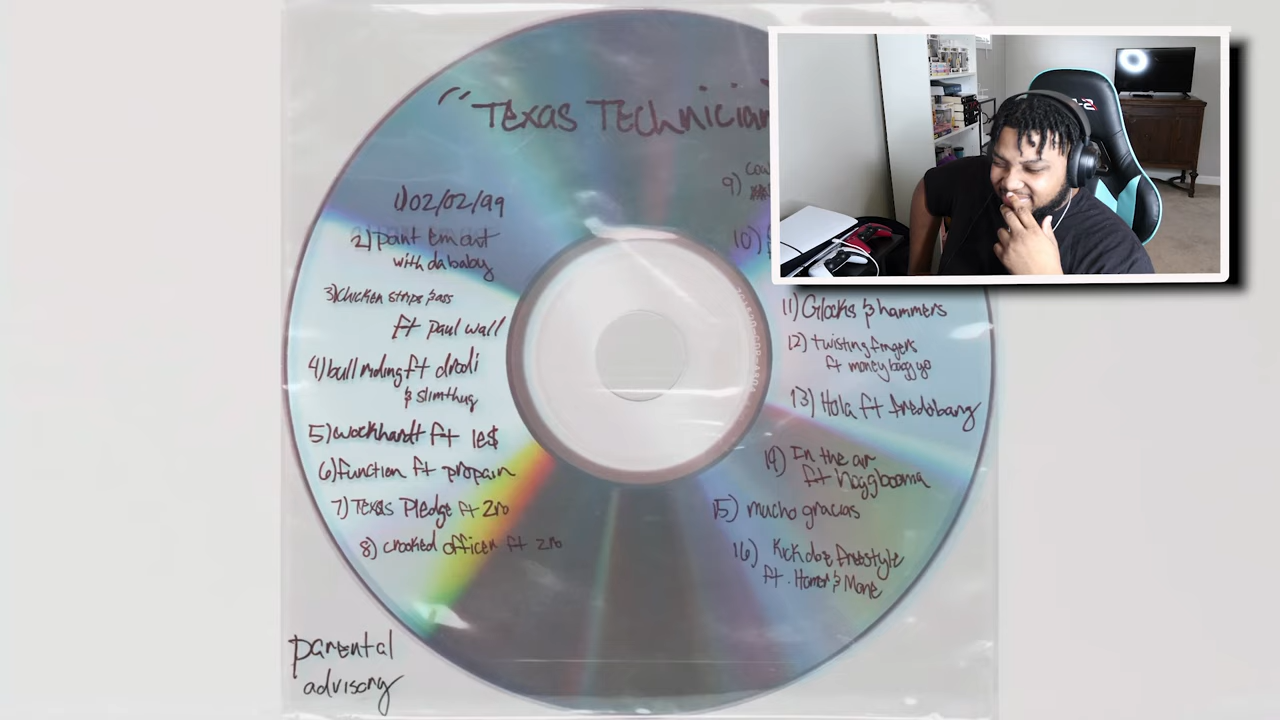 "TEXAS TECHNICIAN
1) 02/02/99
2) paint em out
with dababy
3) chicken strips & ass
ft paul wall
4) bull riding ft drodi
& slimthug
5) wockhardt ft le$
6) function ft propain
7) Texas Pledge ft Zro
8) crooked officer ft zro
9)
10)
11) Glocks & hammers
12) twisting fingers
ft money bagg yo
13) Hola ft fredobang
14) In the air
ft hoggbooma
15) mucho gracias
16) Kickdoe freestyle
ft. Homer & Mone
parental
advisory